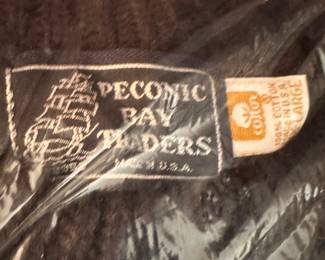 PECONIC
BAY
TRADERS
MADE IN U.S.A.
cotton
100% COTTON
MADE IN U.S.A.
LARGE